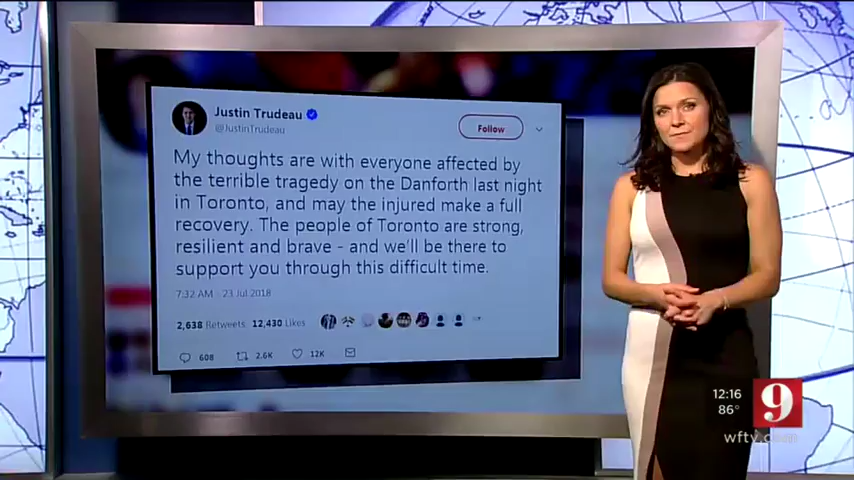 Justin Trudeau
@JustinTrudeau
Follow
My thoughts are with everyone affected by
the terrible tragedy on the Danforth last night
in Toronto, and may the injured make a full
recovery. The people of Toronto are strong,
resilient and brave - and we'll be there to
support you through this difficult time.
7:32 AM - 23 Jul 2018
2,638 Retweets 12,430 Likes
608 2.6K 12K
12:16
86°
9
wftv.com